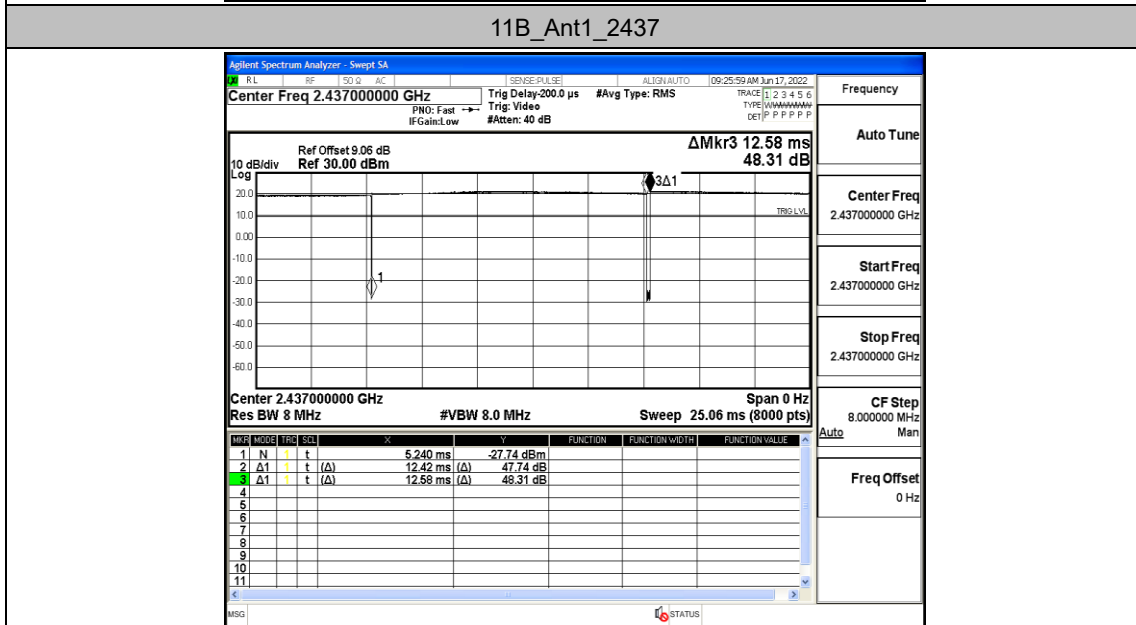 11B_Ant1_2437
Agilent Spectrum Analyzer - Swept SA
RL RF 50 Ω AC SENSE:PULSE ALIGN AUTO 09:25:59 AM Jun 17, 2022
Center Freq 2.437000000 GHz Trig Delay-200.0 µs #Avg Type: RMS TRACE 1 2 3 4 5 6
PNO: Fast Trig: Video TYPE
IFGain:Low #Atten: 40 dB DET P P P P P P
Frequency
Auto Tune
ΔMkr3 12.58 ms
48.31 dB
Ref Offset 9.06 dB
10 dB/div Ref 30.00 dBm
Log
3Δ1
20.0
10.0
TRIG LVL
0.00
-10.0
-20.0
1
-30.0
-40.0
-50.0
-60.0
Center Freq
2.437000000 GHz
Start Freq
2.437000000 GHz
Stop Freq
2.437000000 GHz
CF Step
8.000000 MHz
Auto Man
Freq Offset
0 Hz
Center 2.437000000 GHz Span 0 Hz
Res BW 8 MHz #VBW 8.0 MHz Sweep 25.06 ms (8000 pts)
MKR MODE TRC SCL X Y FUNCTION FUNCTION WIDTH FUNCTION VALUE
1 N 1 t 5.240 ms -27.74 dBm
2 Δ1 1 t (Δ) 12.42 ms (Δ) 47.74 dB
3 Δ1 1 t (Δ) 12.58 ms (Δ) 48.31 dB
4
5
6
7
8
9
10
11
MSG STATUS